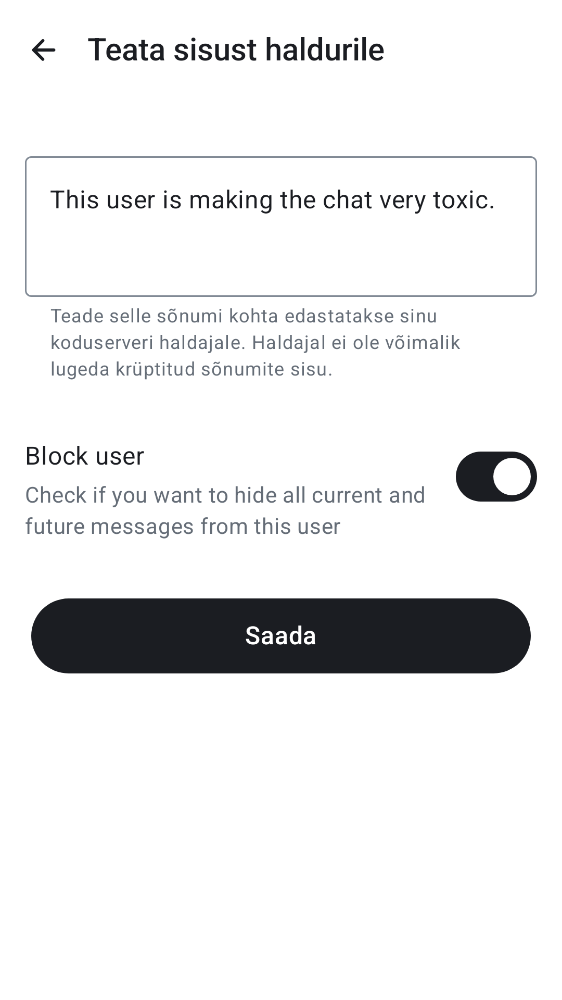 Teata sisust haldurile
This user is making the chat very toxic.
Teade selle sõnumi kohta edastatakse sinu
koduserveri haldajale. Haldajal ei ole võimalik
lugeda krüptitud sõnumite sisu.
Block user
Check if you want to hide all current and
future messages from this user
Saada